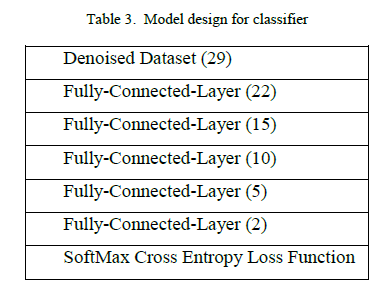 Table 3. Model design for classifier
Denoised Dataset (29)
Fully-Connected-Layer (22)
Fully-Connected-Layer (15)
Fully-Connected-Layer (10)
Fully-Connected-Layer (5)
Fully-Connected-Layer (2)
SoftMax Cross Entropy Loss Function